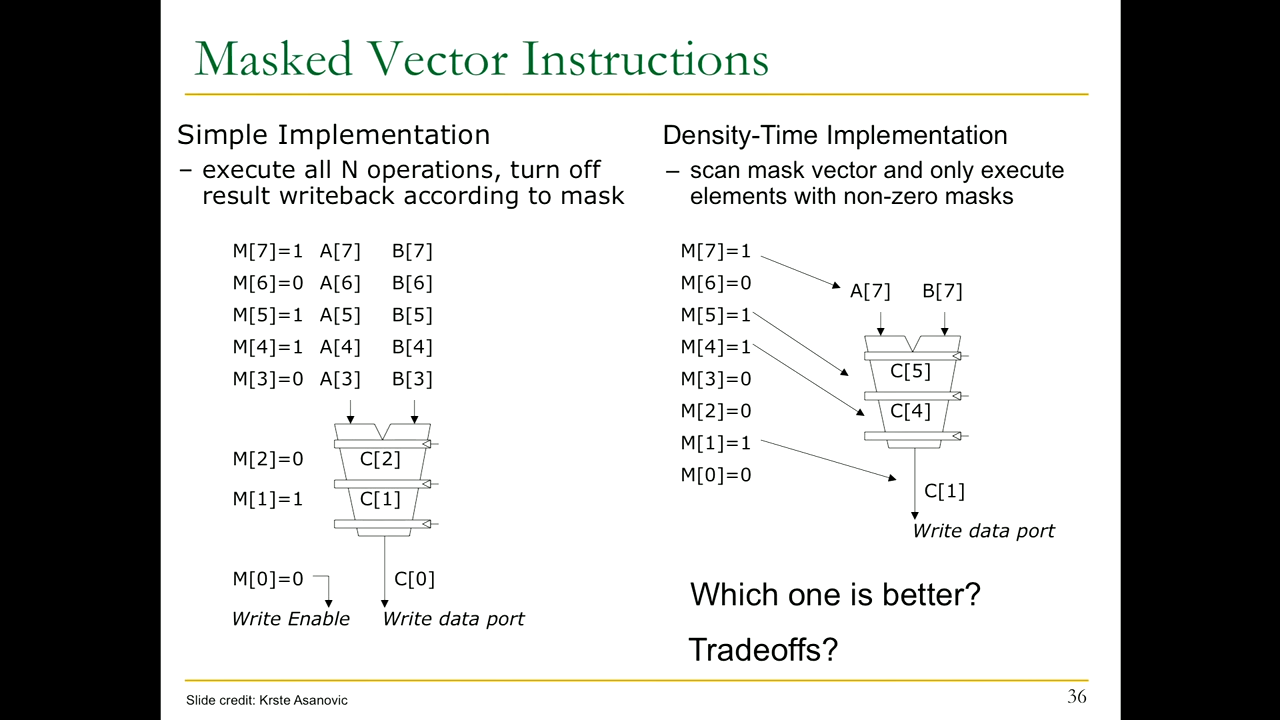 Masked Vector Instructions
Simple Implementation
– execute all N operations, turn off
result writeback according to mask
M[7]=1 A[7] B[7]
M[6]=0 A[6] B[6]
M[5]=1 A[5] B[5]
M[4]=1 A[4] B[4]
M[3]=0 A[3] B[3]
M[2]=0 C[2]
M[1]=1 C[1]
M[0]=0 C[0]
Write Enable Write data port
Density-Time Implementation
– scan mask vector and only execute
elements with non-zero masks
M[7]=1
M[6]=0
A[7] B[7]
M[5]=1
M[4]=1
C[5]
M[3]=0
M[2]=0
C[4]
M[1]=1
M[0]=0
C[1]
Write data port
Which one is better?
Tradeoffs?
Slide credit: Krste Asanovic
36